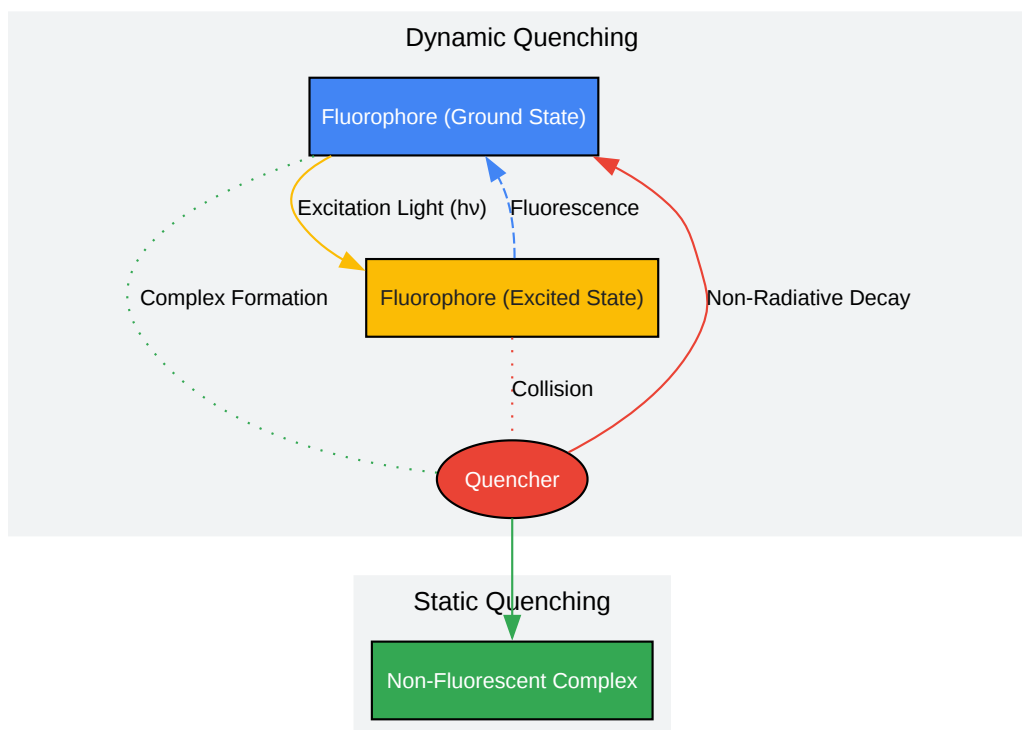 Dynamic Quenching
Fluorophore (Ground State)
Excitation Light (hν)
Fluorescence
Fluorophore (Excited State)
Complex Formation
Non-Radiative Decay
Collision
Quencher
Static Quenching
Non-Fluorescent Complex